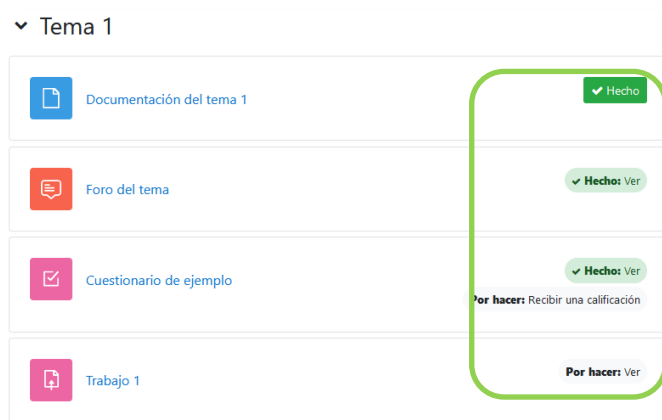 Tema 1
Documentación del tema 1
Hecho
Foro del tema
Hecho: Ver
Cuestionario de ejemplo
Hecho: Ver
Por hacer: Recibir una calificación
Trabajo 1
Por hacer: Ver